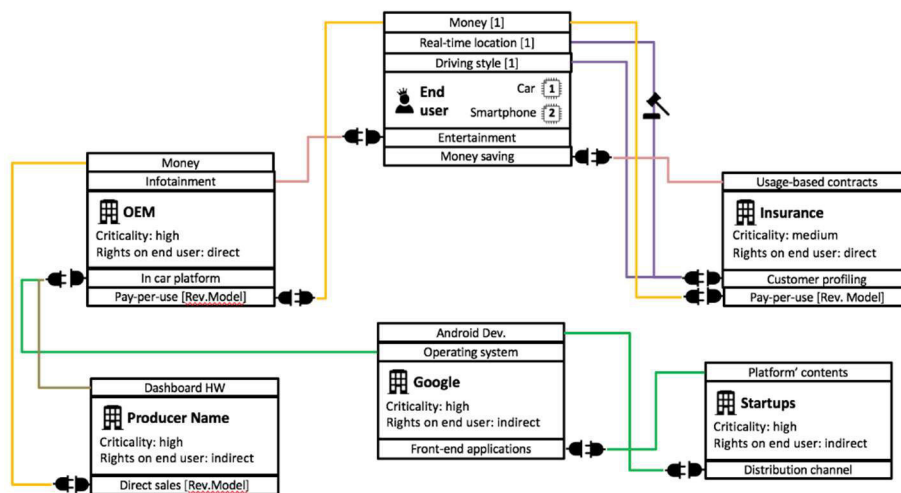 Money [1]
Real-time location [1]
Driving style [1]
End
user
Car 1
Smartphone 2
Entertainment
Money saving
Money
Infotainment
OEM
Criticality: high
Rights on end user: direct
In car platform
Pay-per-use [Rev.Model]
Usage-based contracts
Insurance
Criticality: medium
Rights on end user: direct
Customer profiling
Pay-per-use [Rev. Model]
Dashboard HW
Producer Name
Criticality: high
Rights on end user: indirect
Direct sales [Rev.Model]
Android Dev.
Operating system
Google
Criticality: high
Rights on end user: indirect
Front-end applications
Platform’ contents
Startups
Criticality: high
Rights on end user: indirect
Distribution channel